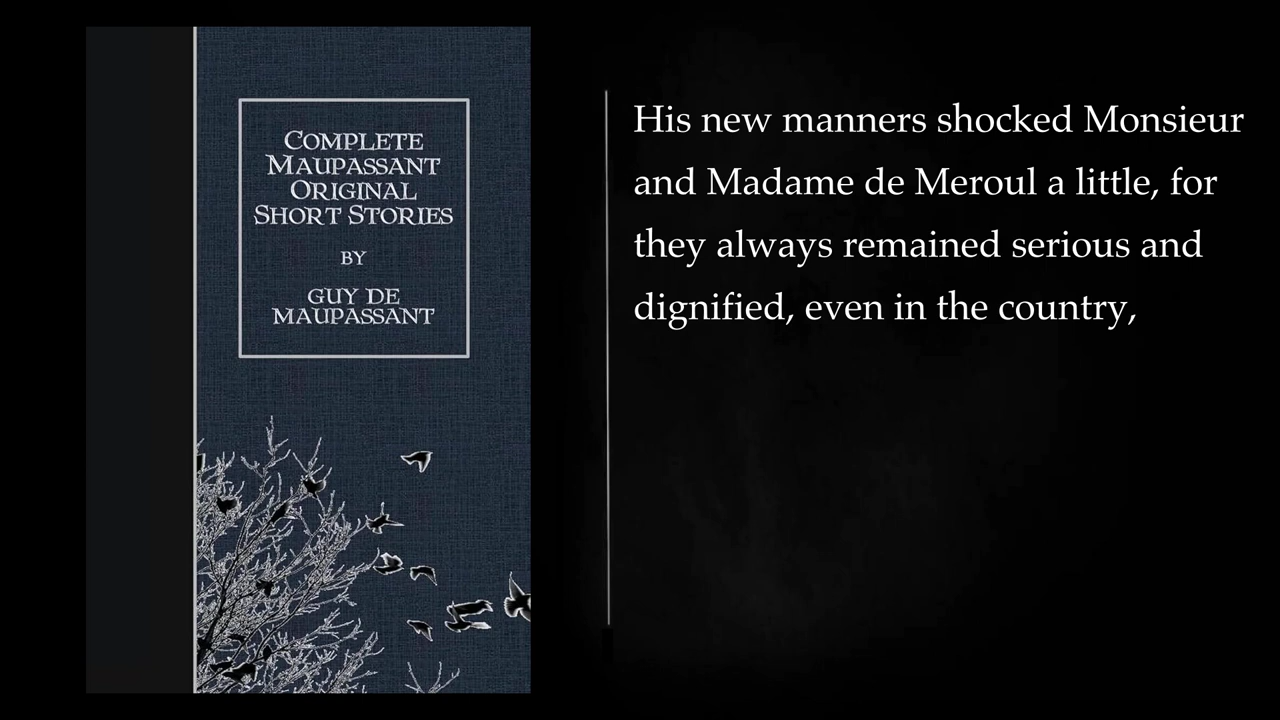 COMPLETE
MAUPASSANT
ORIGINAL
SHORT STORIES
BY
GUY DE
MAUPASSANT
His new manners shocked Monsieur
and Madame de Meroul a little, for
they always remained serious and
dignified, even in the country,